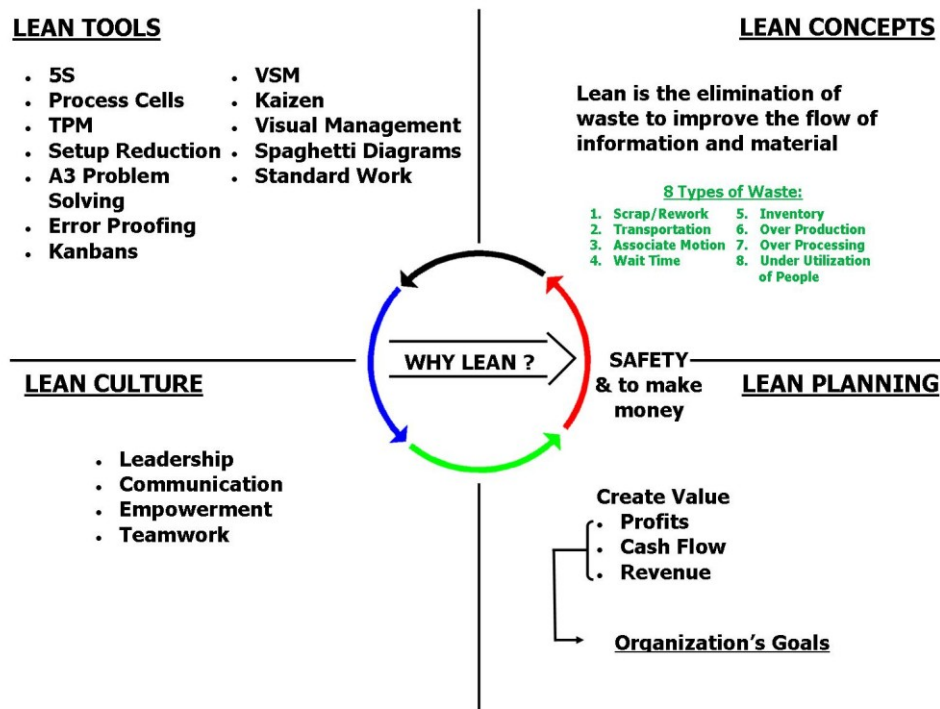 LEAN TOOLS
• 5S
• Process Cells
• TPM
• Setup Reduction
• A3 Problem
Solving
• Error Proofing
• Kanbans
• VSM
• Kaizen
• Visual Management
• Spaghetti Diagrams
• Standard Work
LEAN CONCEPTS
Lean is the elimination of
waste to improve the flow of
information and material
8 Types of Waste:
1. Scrap/Rework
2. Transportation
3. Associate Motion
4. Wait Time
5. Inventory
6. Over Production
7. Over Processing
8. Under Utilization
of People
WHY LEAN ?
SAFETY
& to make
money
LEAN CULTURE
• Leadership
• Communication
• Empowerment
• Teamwork
LEAN PLANNING
Create Value
• Profits
• Cash Flow
• Revenue
Organization's Goals